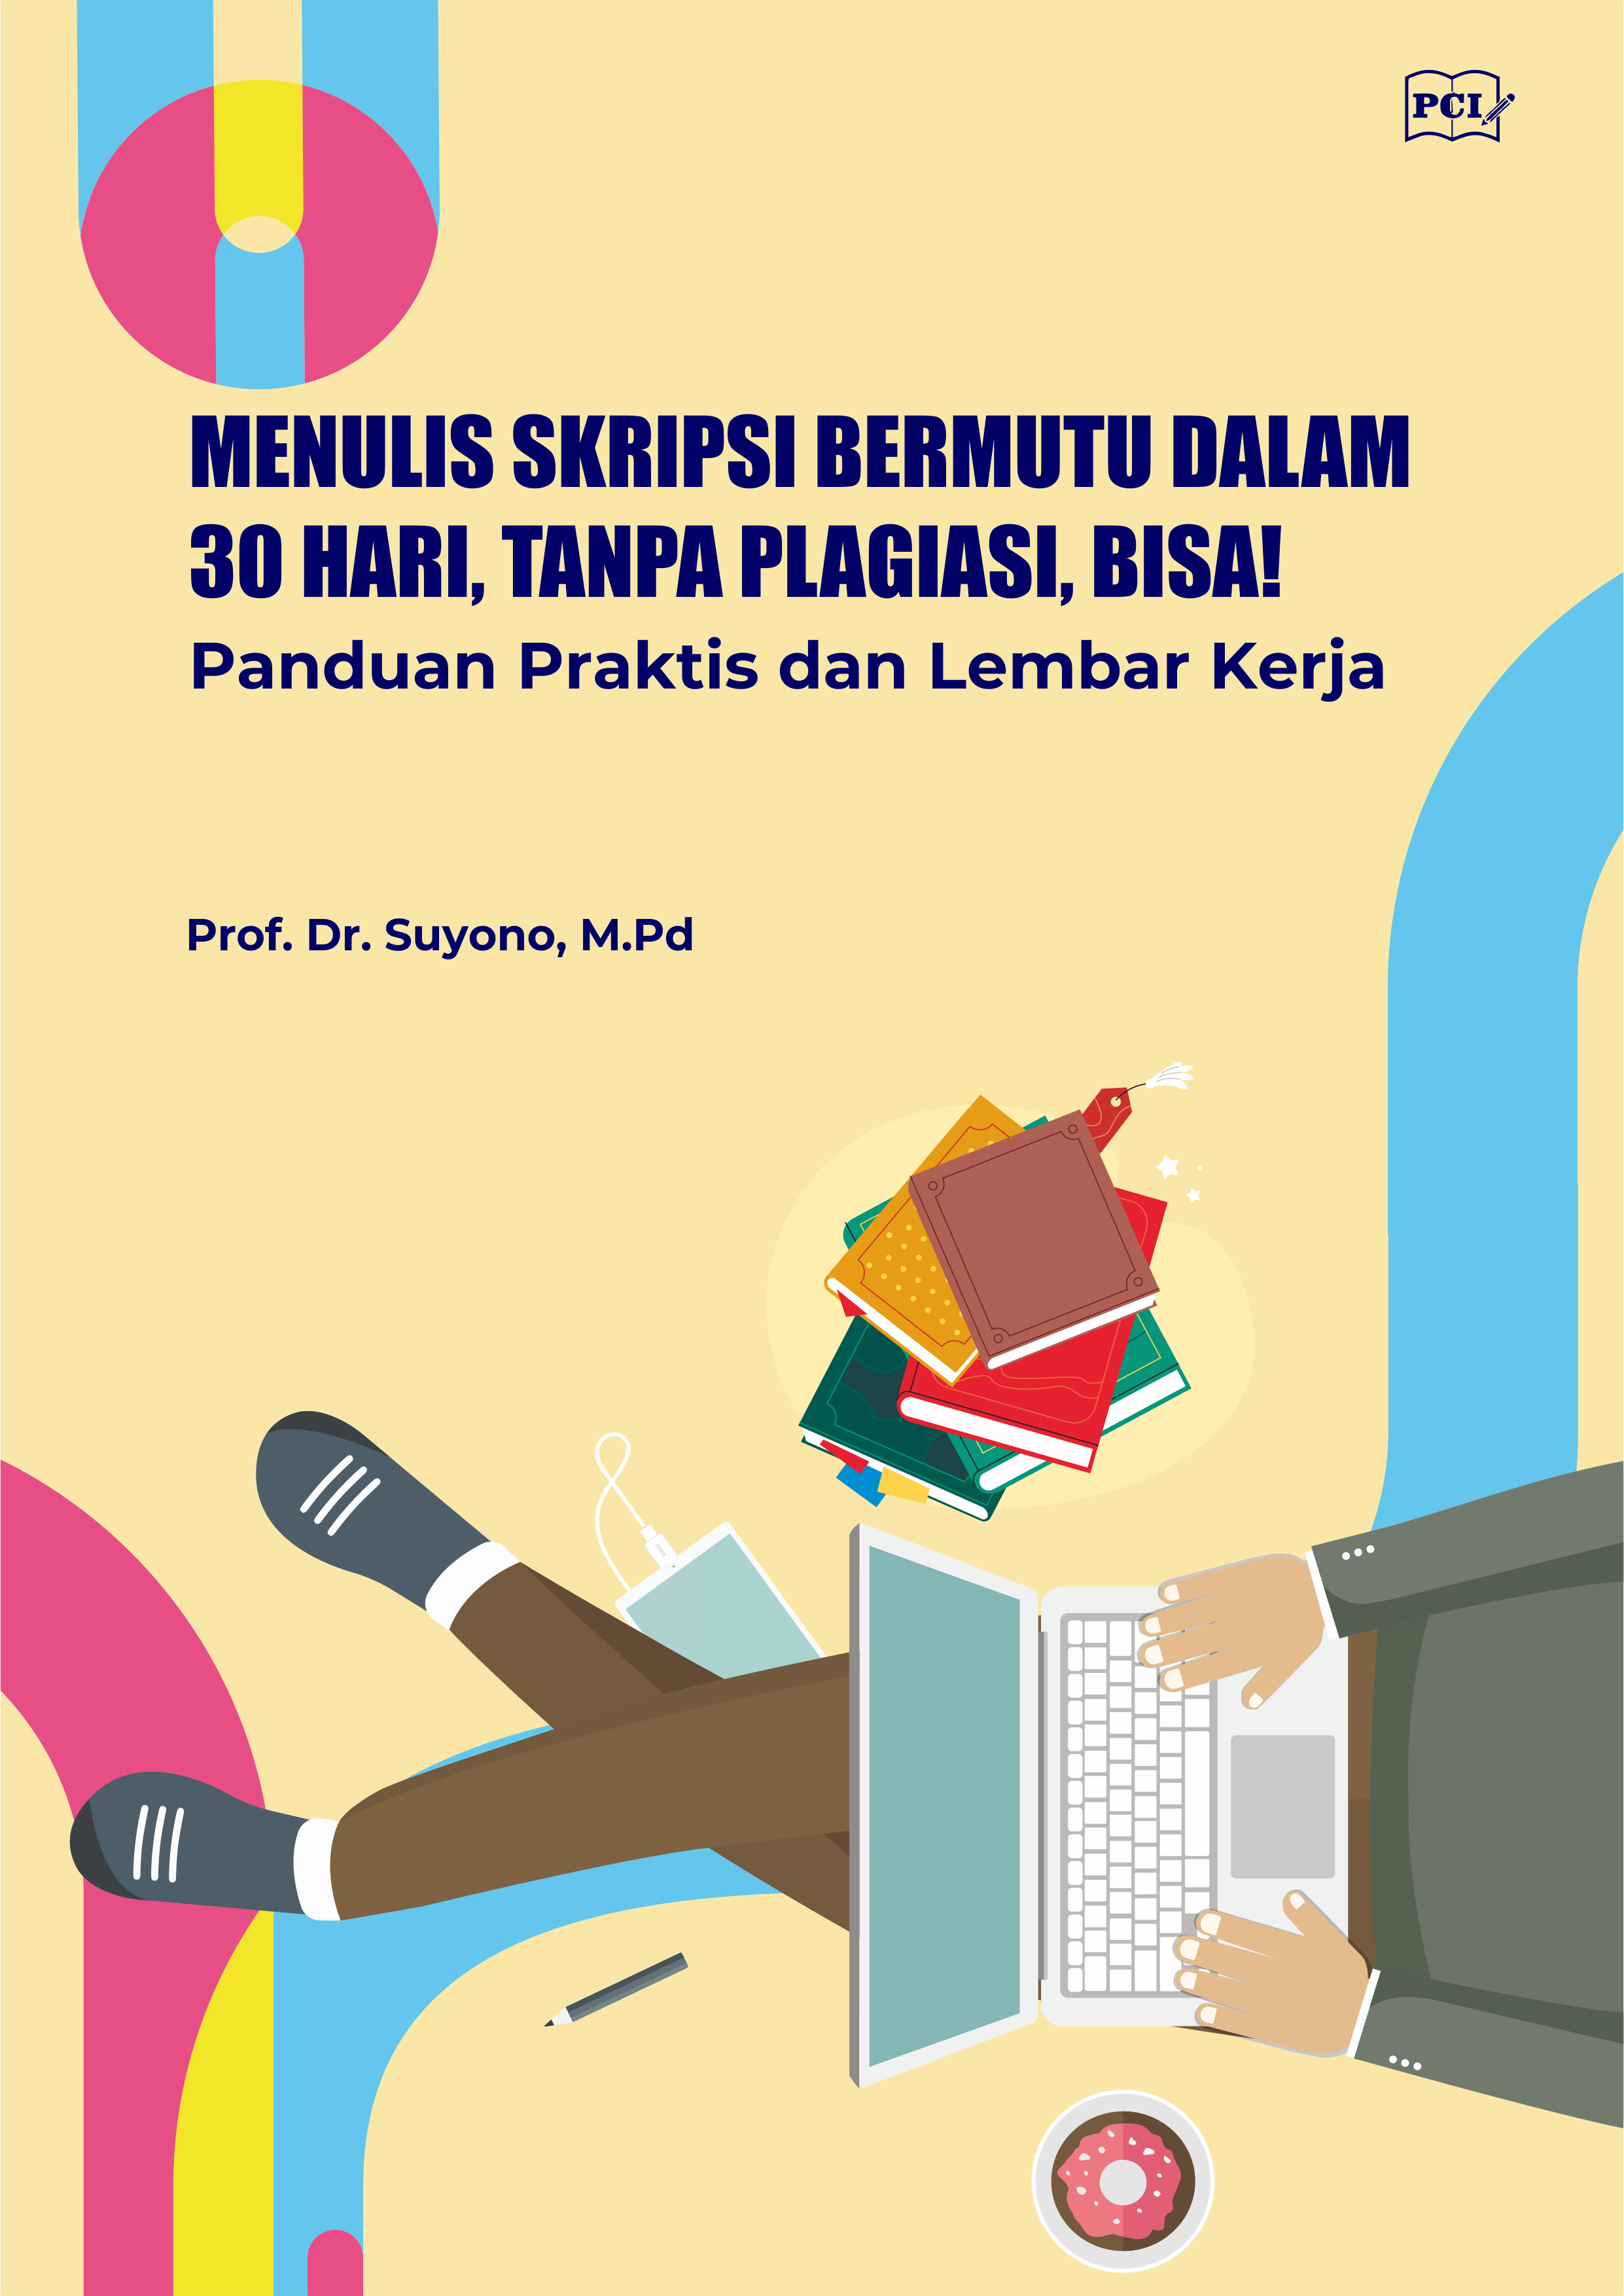 PCI
MENULIS SKRIPSI BERMUTU DALAM
30 HARI, TANPA PLAGIASI, BISA!
Panduan Praktis dan Lembar Kerja
Prof. Dr. Suyono, M.Pd